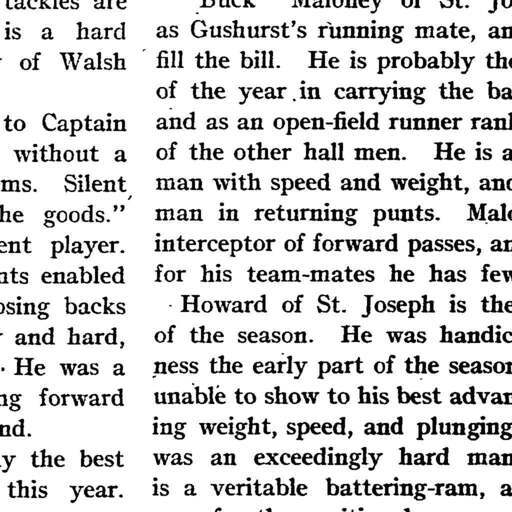 tackles are
is a hard
of Walsh
to Captain
without a
ms. Silent
he goods."
ent player.
nts enabled
osing backs
and hard,
He was a
ng forward
nd.
y the best
this year.
"Buck" Maloney of St. Jo
as Gushurst's running mate, an
fill the bill. He is probably the
of the year in carrying the ba
and as an open-field runner rank
of the other hall men. He is a
man with speed and weight, and
man in returning punts. Malo
interceptor of forward passes, an
for his team-mates he has few
Howard of St. Joseph is the
of the season. He was handic
ness the early part of the season
unable to show to his best advan
ing weight, speed, and plunging
was an exceedingly hard man
is a veritable battering-ram, a